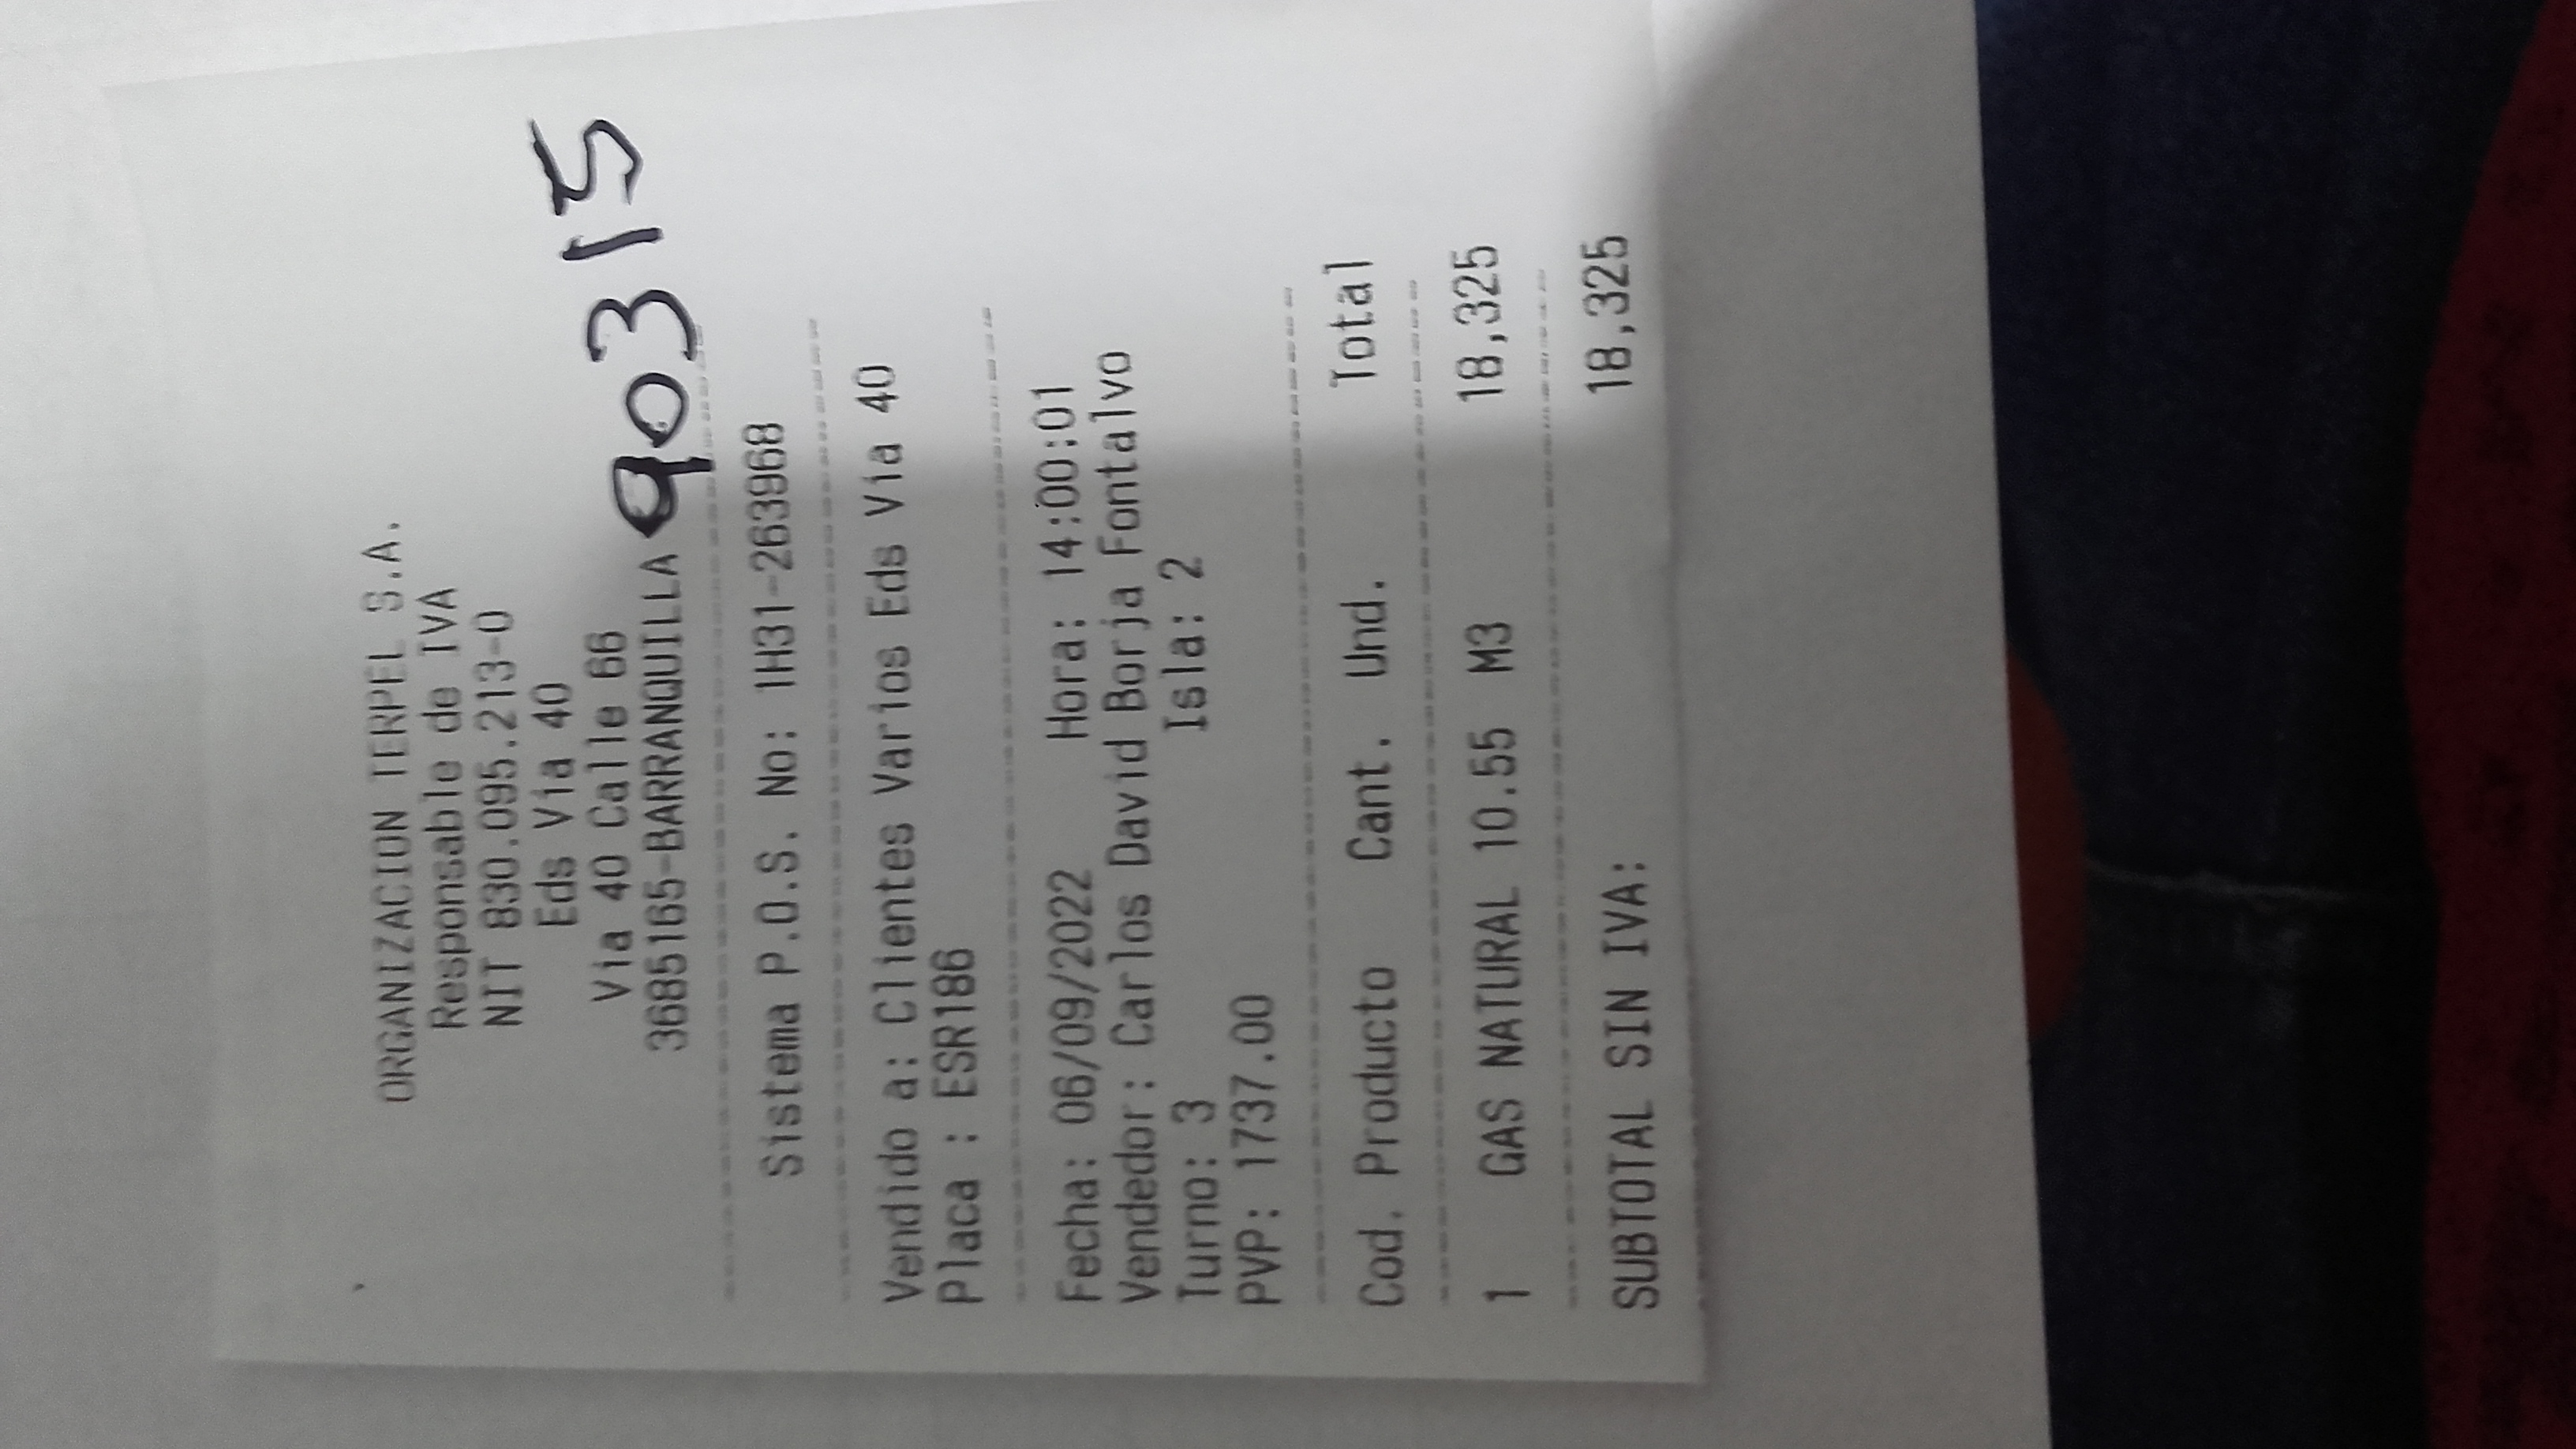 ORGANIZACION TERPEL S.A.
Responsable de IVA
NIT 830.095.213-0
Eds Via 40
Via 40 Calle 66
3685165-BARRANQUILLA 90315
Sistema P.O.S. No: 1H31-263968
Vendido a: Clientes Varios Eds Via 40
Placa : ESR186
Fecha: 06/09/2022 Hora: 14:00:01
Vendedor: Carlos David Borja Fontalvo
Turno: 3 Isla: 2
PVP: 1737.00
Cod. Producto Cant. Und. Total
1 GAS NATURAL 10.55 M3 18,325
SUBTOTAL SIN IVA: 18,325